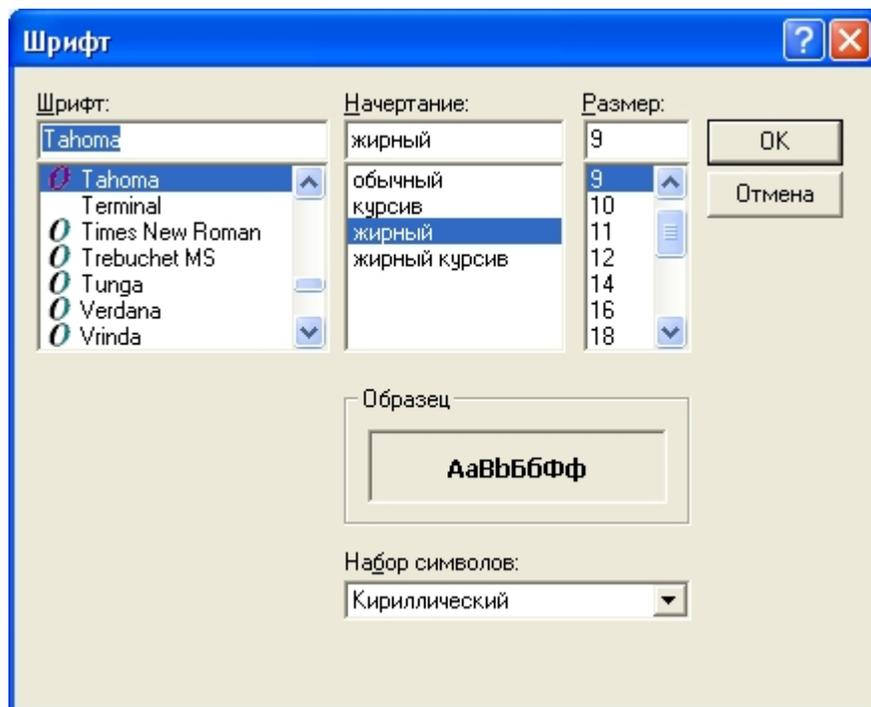 Шрифт
Шрифт:
Tahoma
Tahoma
Terminal
Times New Roman
Trebuchet MS
Tunga
Verdana
Vrinda
Начертание:
жирный
обычный
курсив
жирный
жирный курсив
Размер:
9
9
10
11
12
14
16
18
OK
Отмена
Образец
AaBbБбФф
Набор символов:
Кириллический